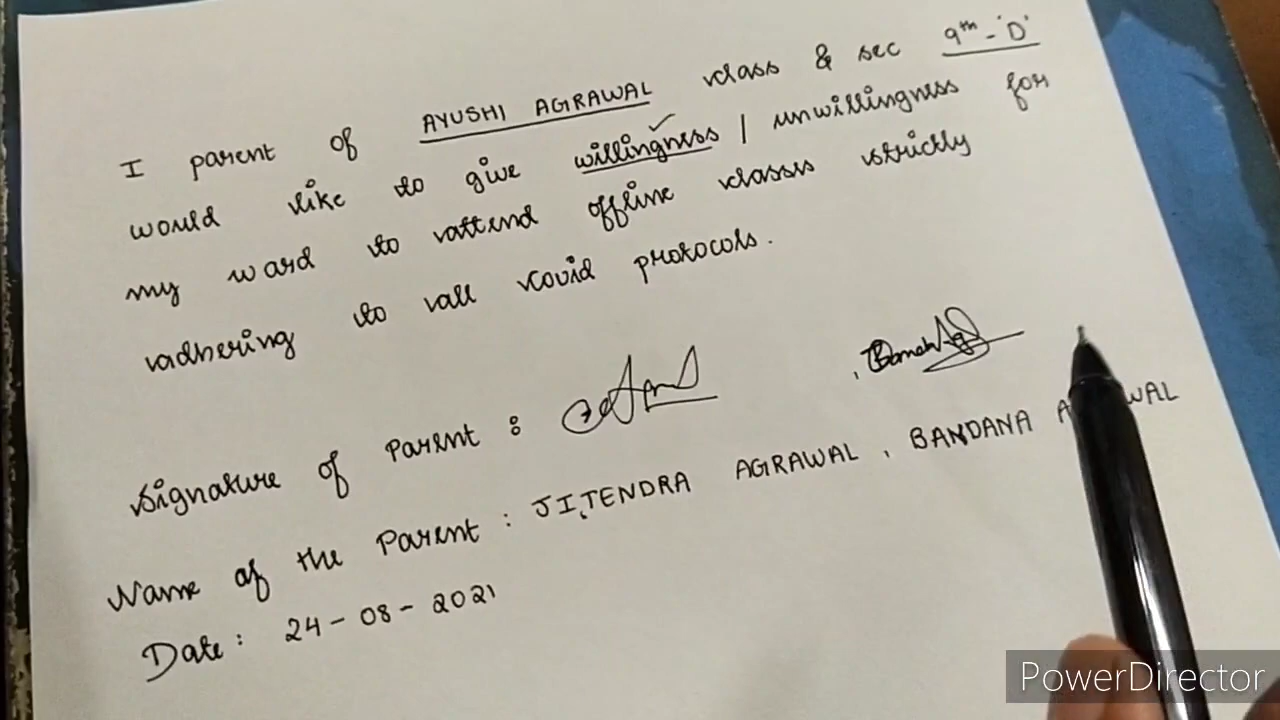 I parent of AYUSHI AGRAWAL class & sec 9th - 'D'
would like to give willingness / unwillingness for
my ward to attend offline classes strictly
adhering to all Covid protocols.
Signature of Parent :
Name of the Parent : JITENDRA AGRAWAL , BANDANA WAL
Date : 24 - 08 - 2021
PowerDirector